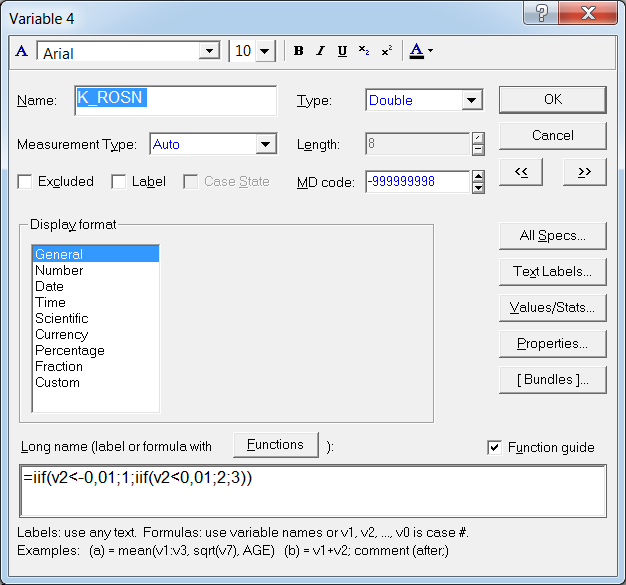 Variable 4
A Arial 10 B I U x₂ x² A
Name: K_ROSN Type: Double OK
Measurement Type: Auto Length: 8 Cancel
Excluded Label Case State MD code: -999999998 << >>
Display format
General
Number
Date
Time
Scientific
Currency
Percentage
Fraction
Custom
All Specs...
Text Labels...
Values/Stats...
Properties...
[ Bundles ]...
Long name (label or formula with Functions ): Function guide
=iif(v2<-0,01;1;iif(v2<0,01;2;3))
Labels: use any text. Formulas: use variable names or v1, v2, ..., v0 is case #.
Examples: (a) = mean(v1:v3, sqrt(v7), AGE) (b) = v1+v2; comment (after;)